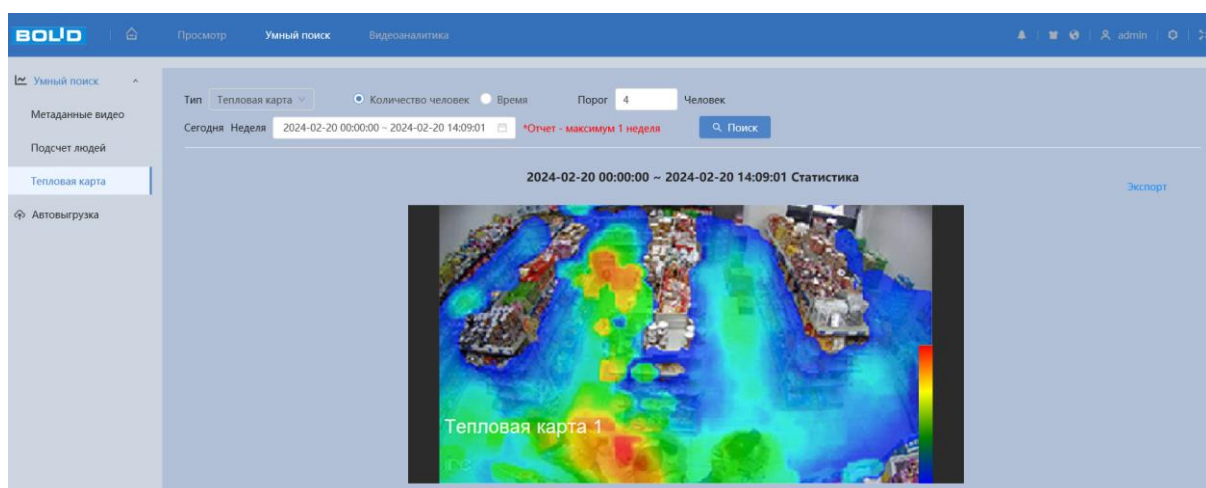 BOLID
Просмотр Умный поиск Видеоаналитика admin
Умный поиск
Метаданные видео
Подсчет людей
Тепловая карта
Автовыгрузка
Тип Тепловая карта Количество человек Время Порог 4 Человек
Сегодня Неделя 2024-02-20 00:00:00 ~ 2024-02-20 14:09:01 *Отчет - максимум 1 неделя Поиск
2024-02-20 00:00:00 ~ 2024-02-20 14:09:01 Статистика
Экспорт
Тепловая карта 1